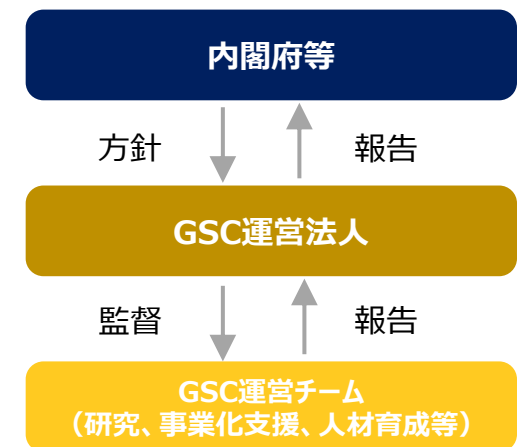 内閣府等
方針
報告
GSC運営法人
監督
報告
GSC運営チーム
（研究、事業化支援、人材育成等）